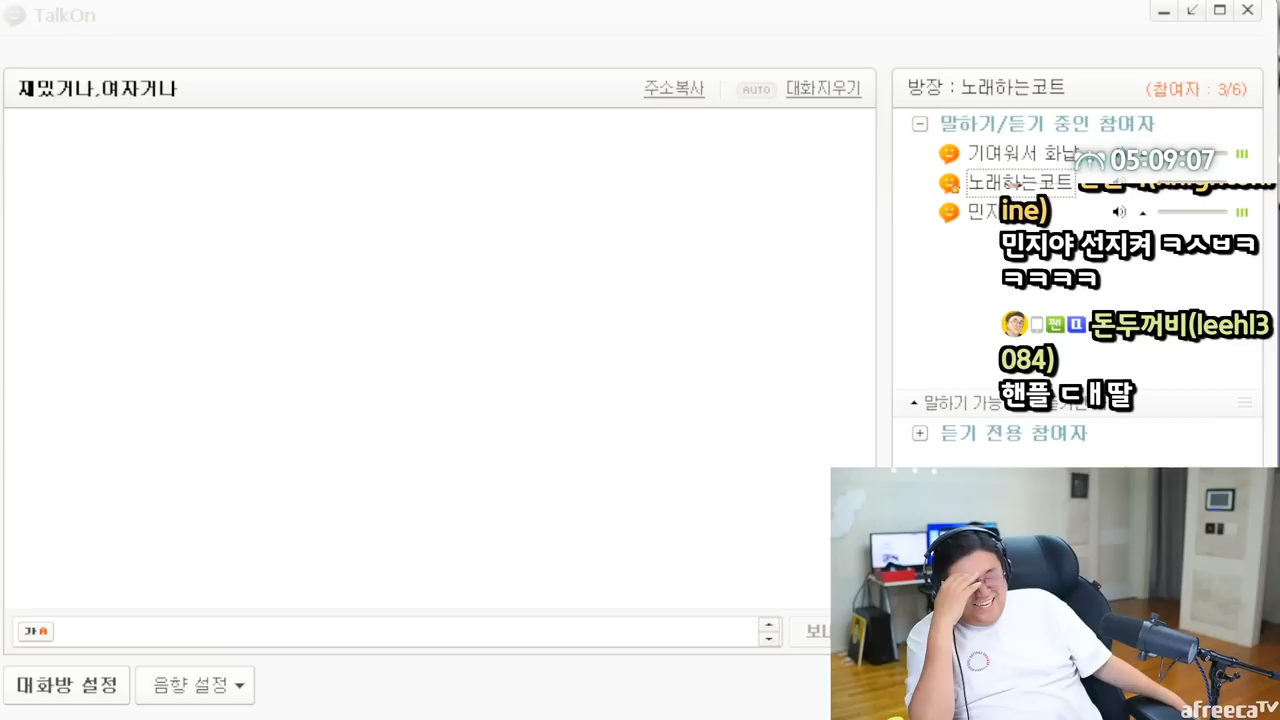 TalkOn
재밌거나,여자거나
주소복사
AUTO
대화지우기
방장 : 노래하는코트
(참여자 : 3/6)
말하기/듣기 중인 참여자
기여워서 화납
05:09:07
노래하는코트
민지
ine)
민지야 선지켜 ㅋㅅㅂㅋ
ㅋㅋㅋㅋ
팬
돈두꺼비(leehl3
084)
핸플 ㄷㅐ딸
말하기 가능
듣기 전용 참여자
가
대화방 설정
음향 설정
afreecaTV